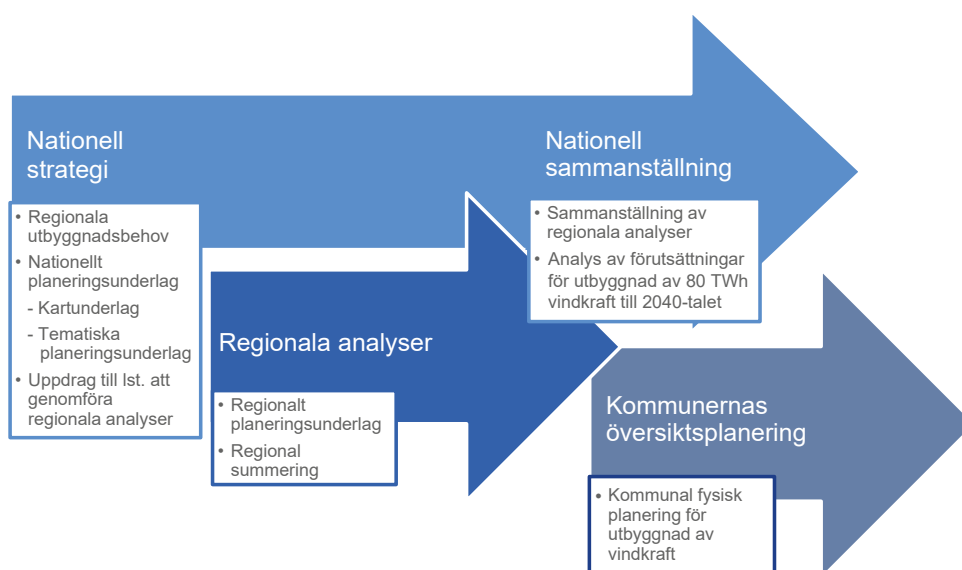 Nationell
strategi
• Regionala
utbyggnadsbehov
• Nationellt
planeringsunderlag
- Kartunderlag
- Tematiska
planeringsunderlag
• Uppdrag till lst. att
genomföra
regionala analyser
Nationell
sammanställning
• Sammanställning av
regionala analyser
• Analys av förutsättningar
för utbyggnad av 80 TWh
vindkraft till 2040-talet
Regionala analyser
• Regionalt
planeringsunderlag
• Regional
summering
Kommunernas
översiktsplanering
• Kommunal fysisk
planering för
utbyggnad av
vindkraft